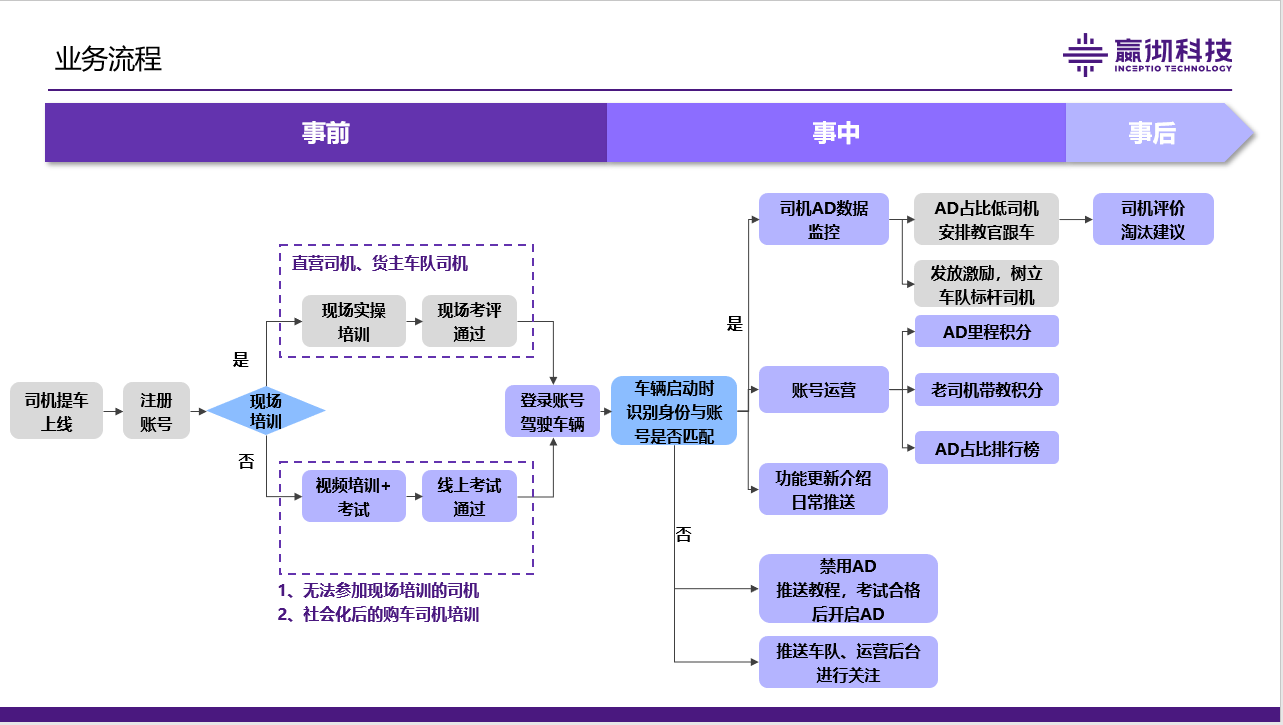 业务流程
嬴彻科技
INCEPTIO TECHNOLOGY
事前
事中
事后
直营司机、货主车队司机
现场实操
培训
现场考评
通过
是
司机提车
上线
注册
账号
现场
培训
否
视频培训+
考试
线上考试
通过
1、无法参加现场培训的司机
2、社会化后的购车司机培训
登录账号
驾驶车辆
车辆启动时
识别身份与账
号是否匹配
是
司机AD数据
监控
AD占比低司机
安排教官跟车
司机评价
淘汰建议
发放激励，树立
车队标杆司机
账号运营
AD里程积分
老司机带教积分
AD占比排行榜
功能更新介绍
日常推送
否
禁用AD
推送教程，考试合格
后开启AD
推送车队、运营后台
进行关注